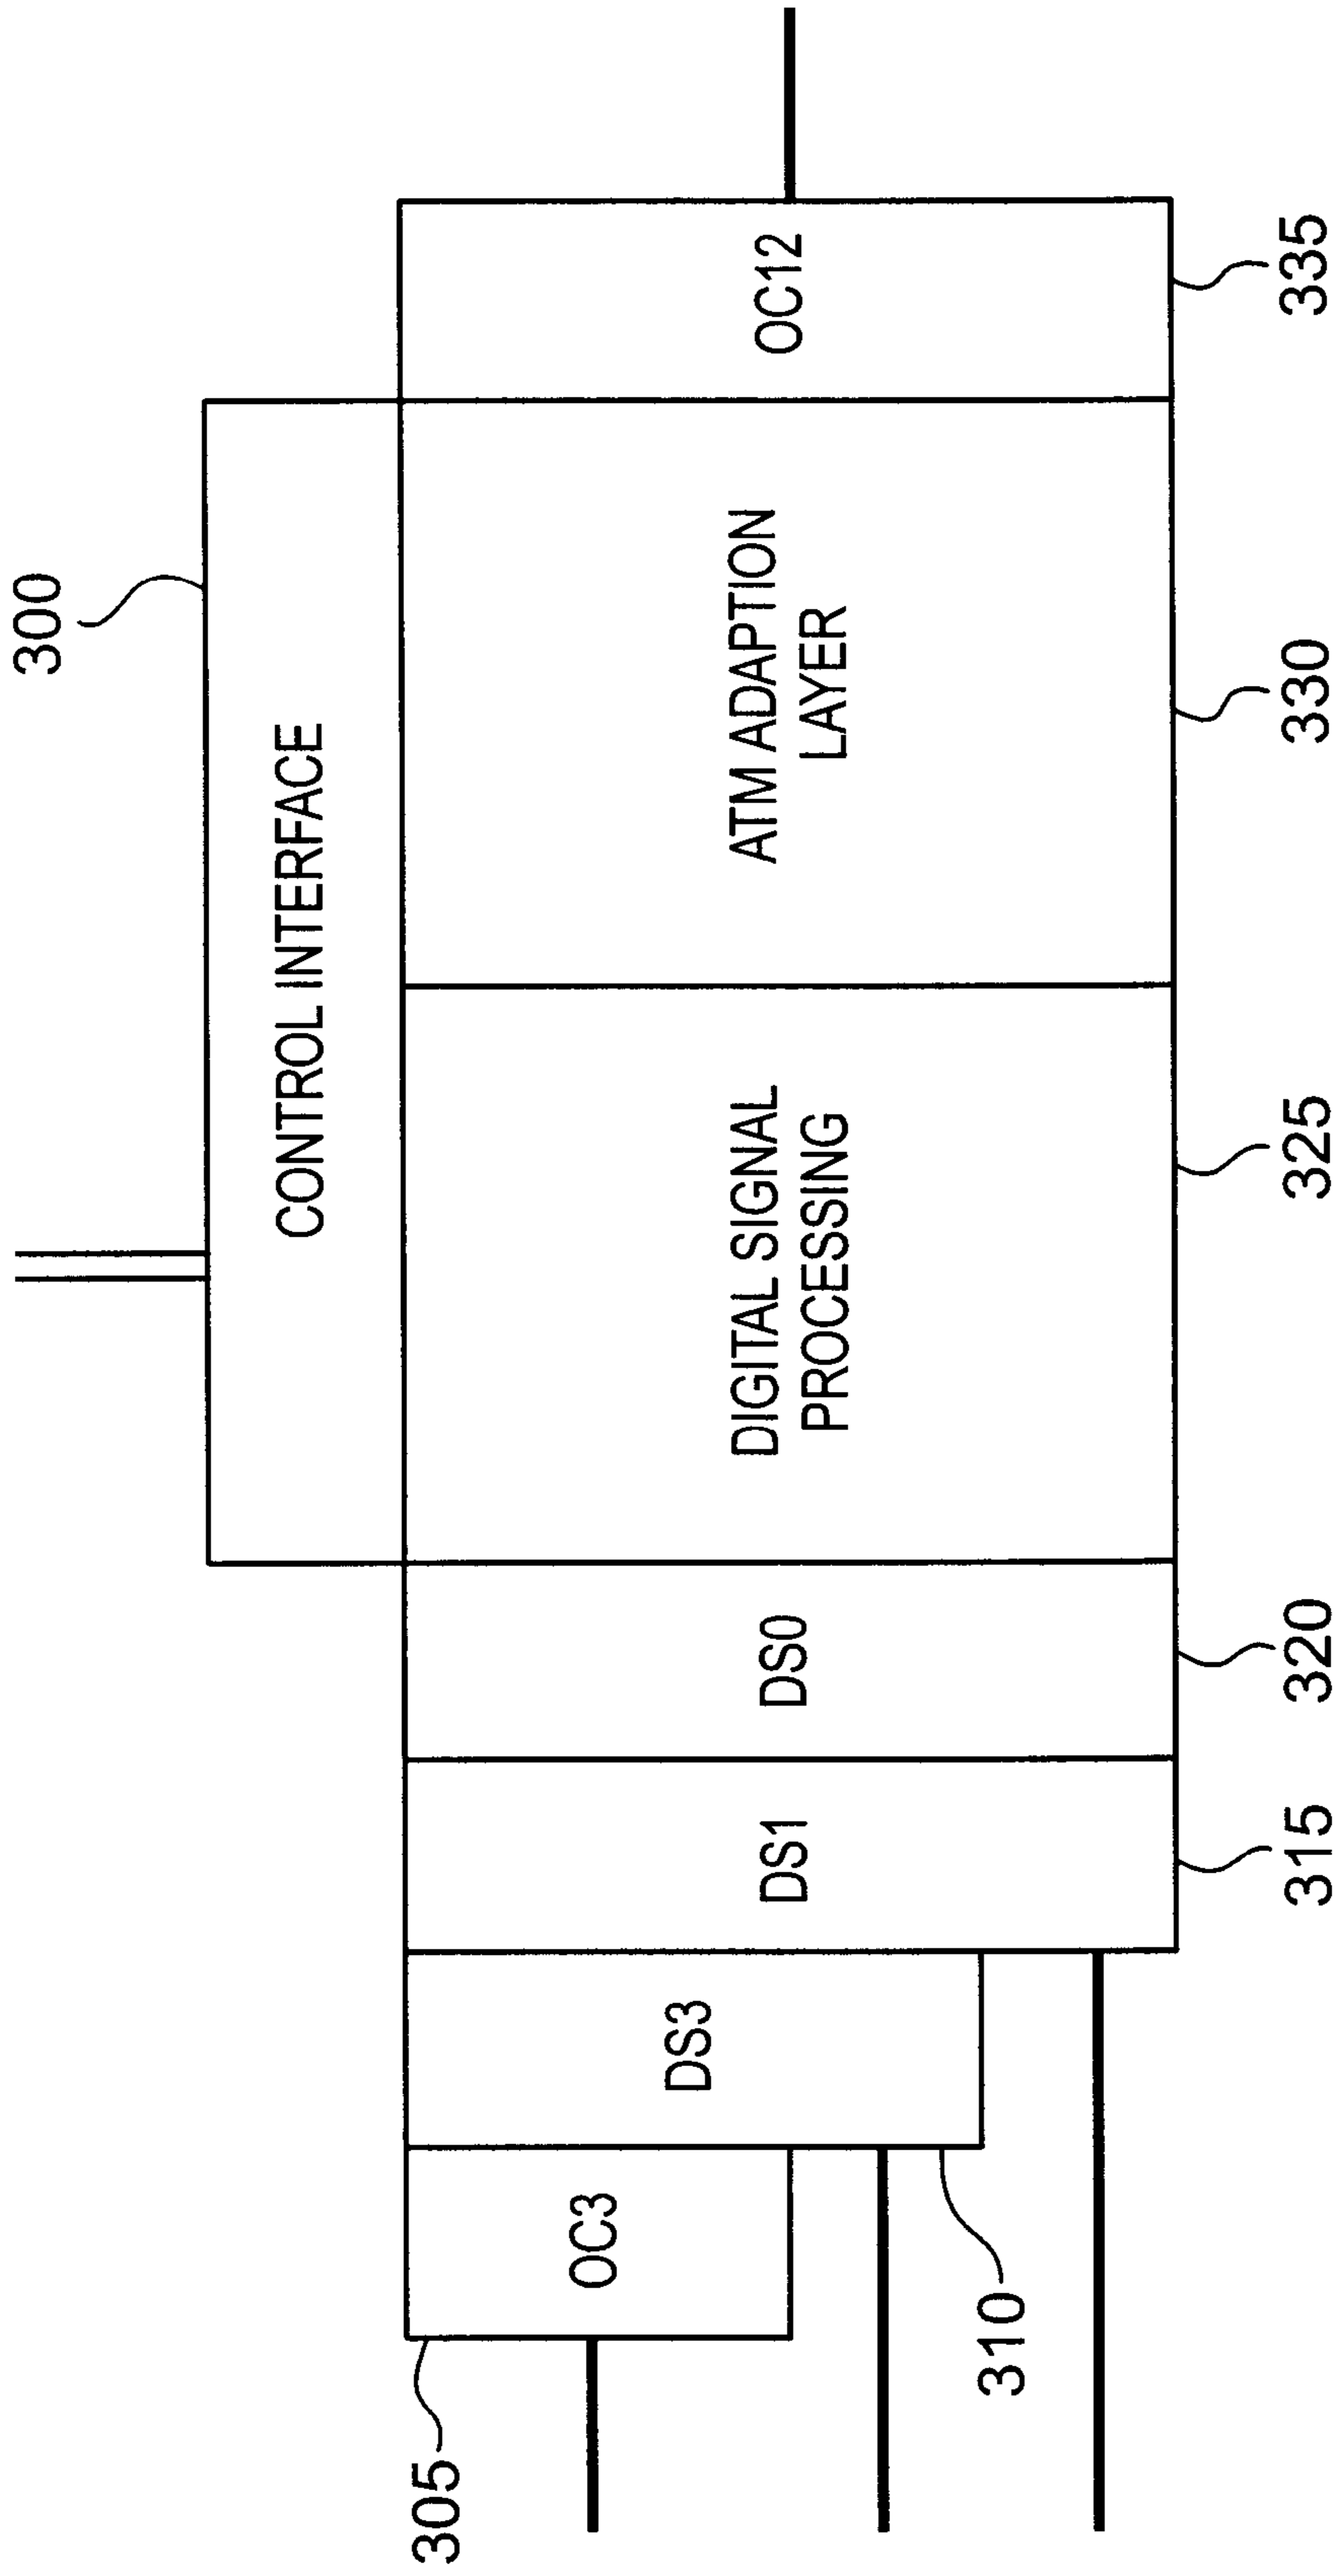 300
CONTROL INTERFACE
OC3
DS3
DS1
DS0
DIGITAL SIGNAL
PROCESSING
ATM ADAPTION
LAYER
OC12
305
310
315
320
325
330
335